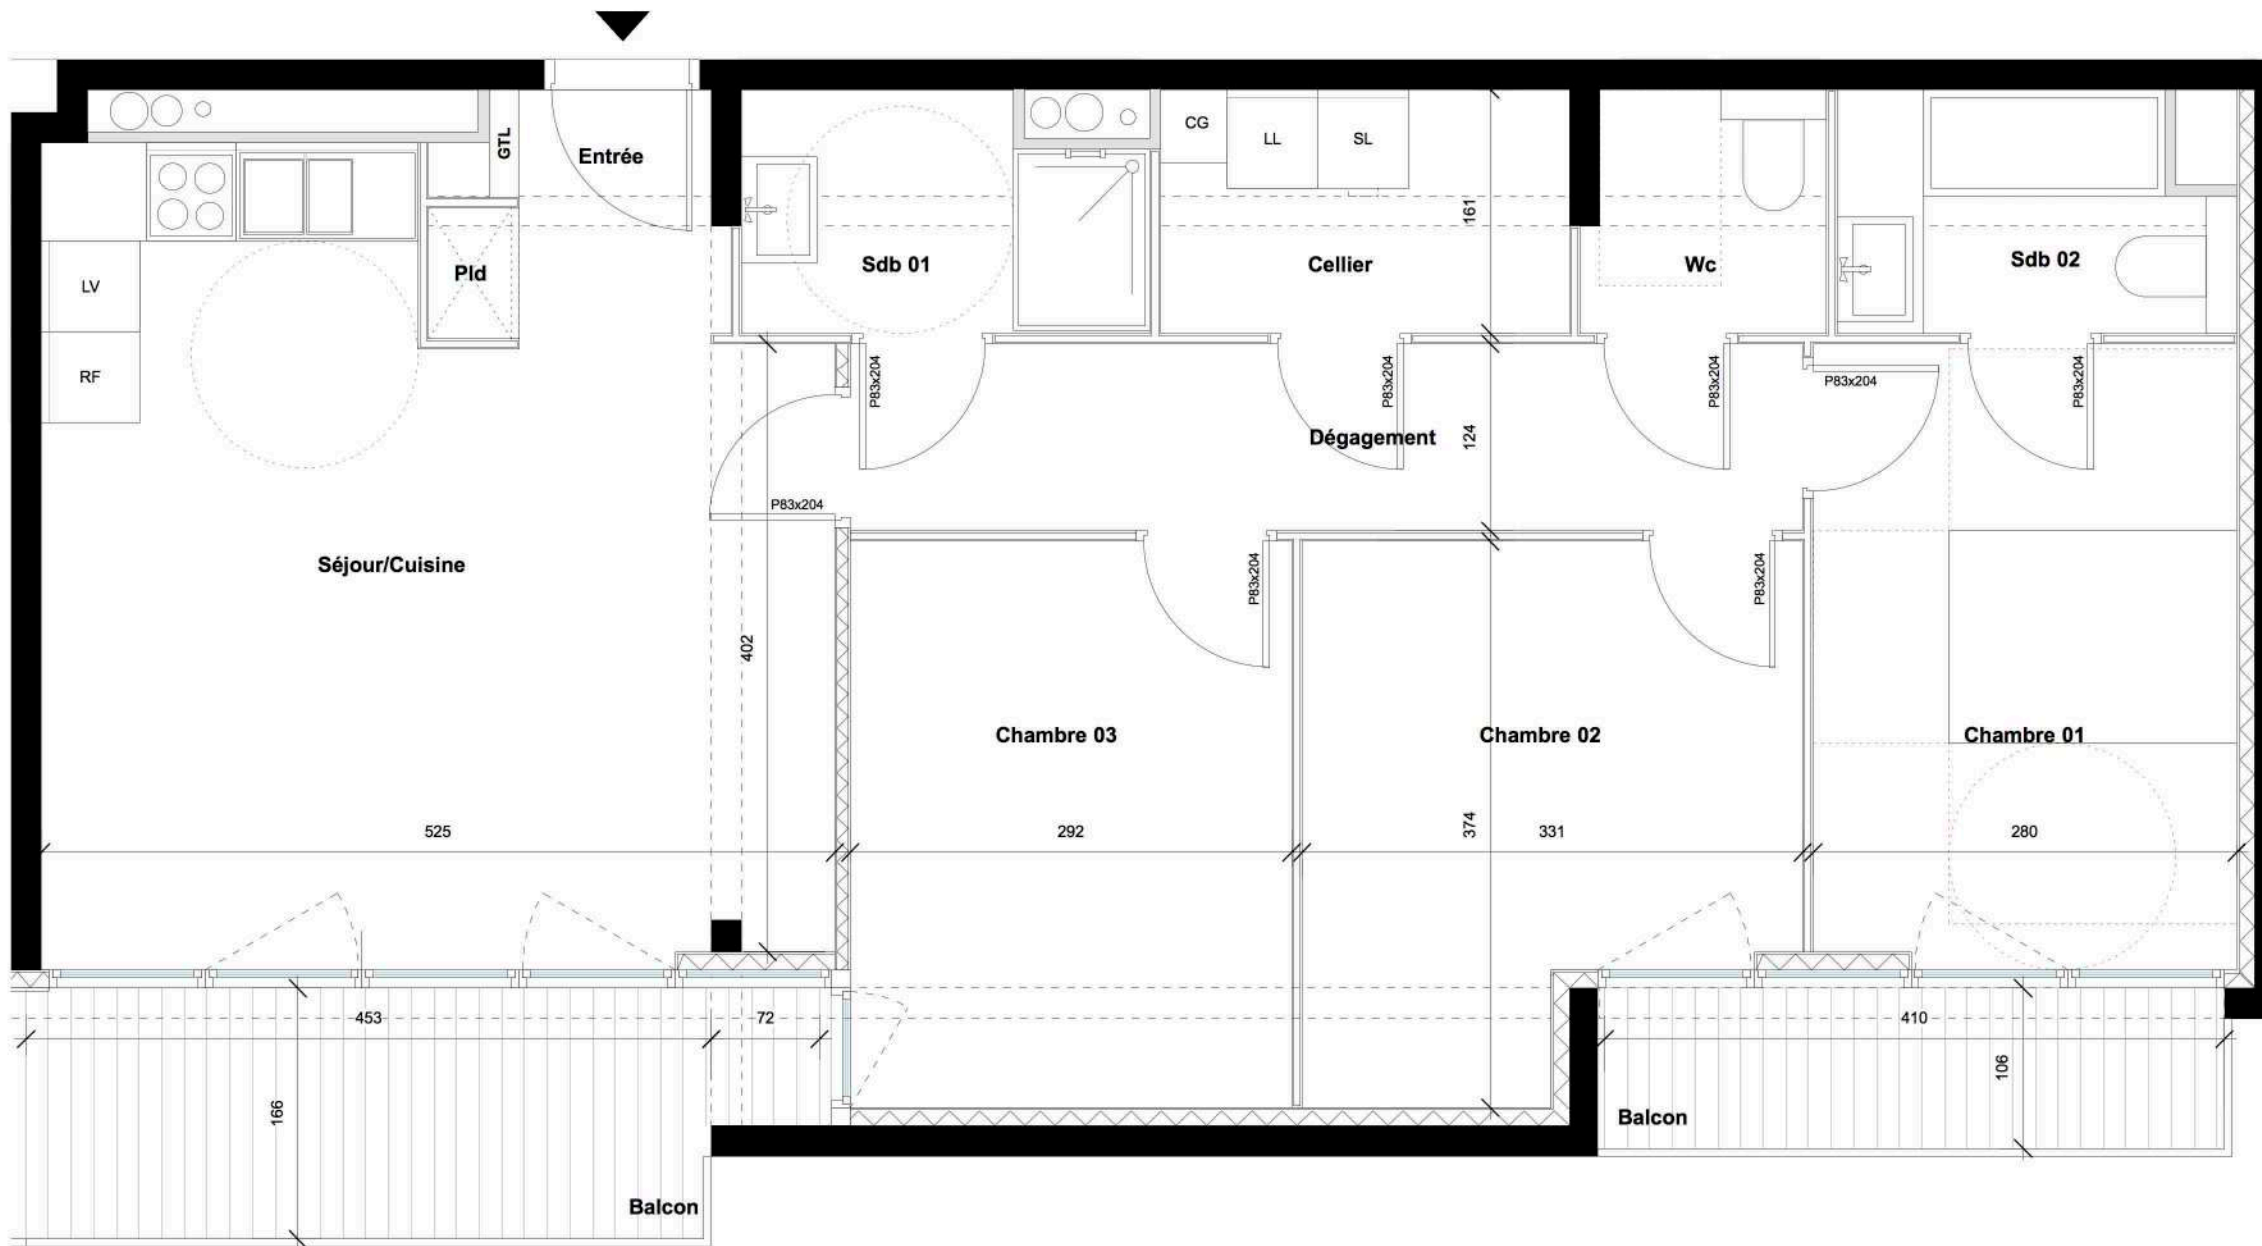 GTL
Entrée
CG
LL
SL
161
Pld
Sdb 01
Cellier
Wc
Sdb 02
LV
RF
P83x204
P83x204
P83x204
P83x204
P83x204
Dégagement
124
P83x204
Séjour/Cuisine
P83x204
P83x204
402
Chambre 03
Chambre 02
Chambre 01
525
292
374
331
280
453
72
410
166
106
Balcon
Balcon